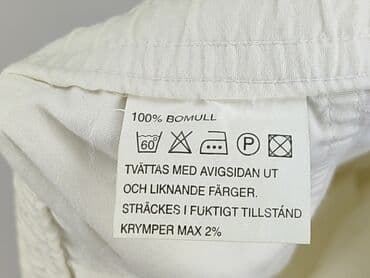 100% BOMULL
60 P
TVÄTTAS MED AVIGSIDAN UT
OCH LIKNANDE FÄRGER.
STRÄCKES I FUKTIGT TILLSTÅND
KRYMPER MAX 2%